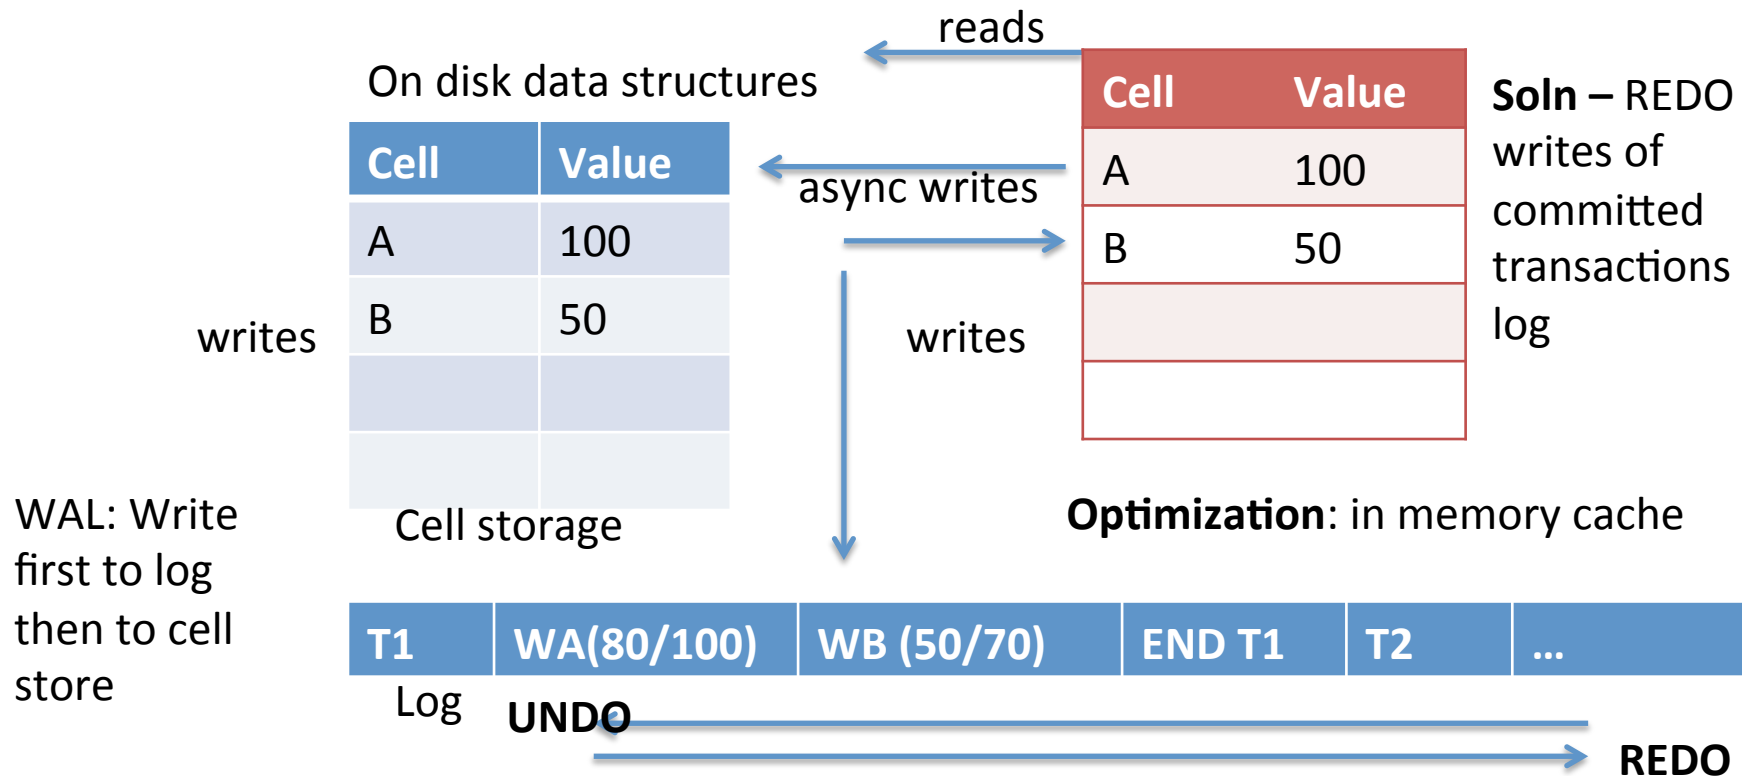 reads
On disk data structures
Cell Value
A 100
B 50
writes
Cell storage
async writes
writes
Cell Value
A 100
B 50
Soln – REDO
writes of
committed
transactions
log
Optimization: in memory cache
WAL: Write
first to log
then to cell
store
T1 WA(80/100) WB (50/70) END T1 T2 ...
Log
UNDO
REDO